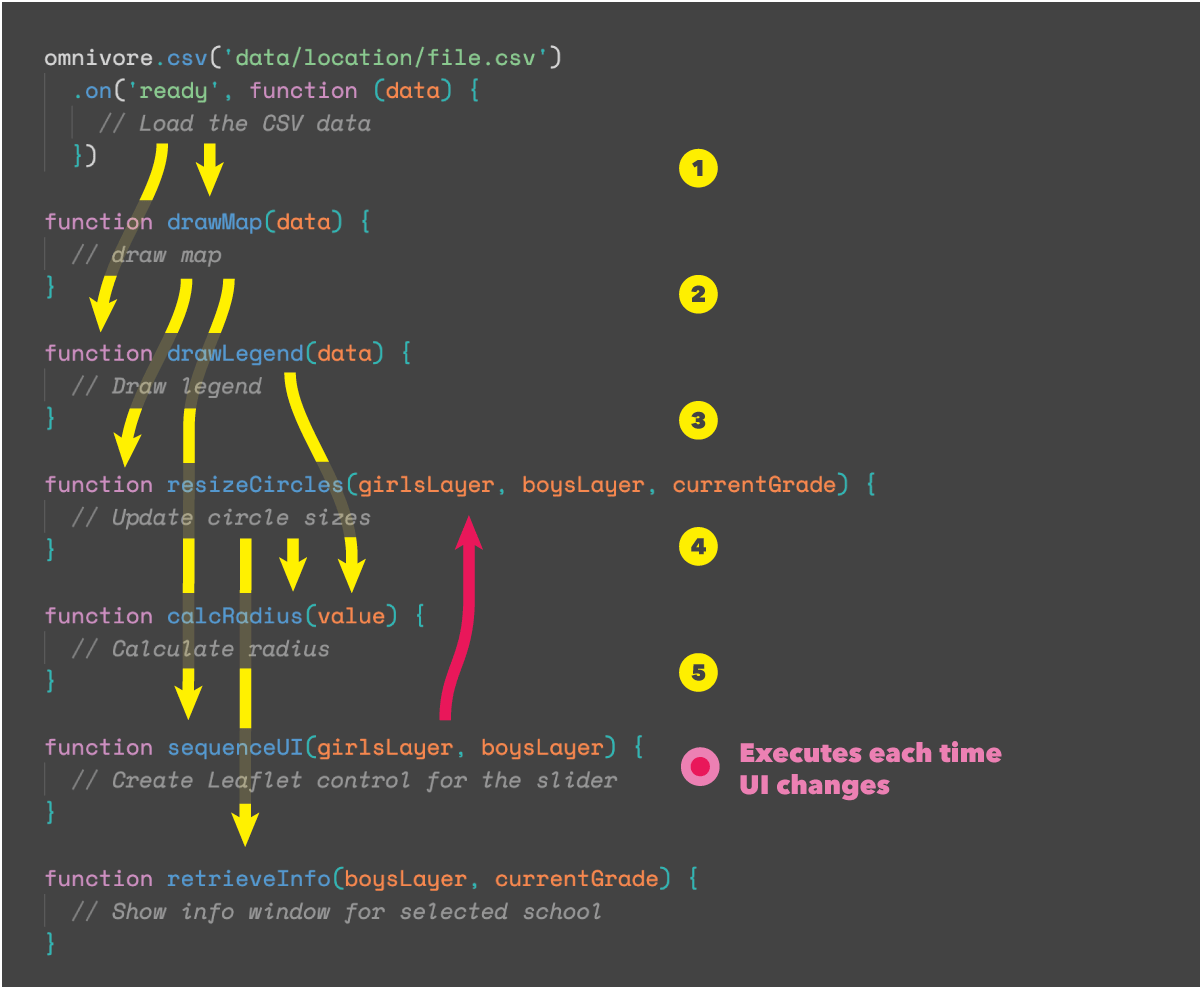 omnivore.csv('data/location/file.csv')
.on('ready', function (data) {
// Load the CSV data
})
1
function drawMap(data) {
// draw map
}
2
function drawLegend(data) {
// Draw legend
}
3
function resizeCircles(girlsLayer, boysLayer, currentGrade) {
// Update circle sizes
}
4
function calcRadius(value) {
// Calculate radius
}
5
function sequenceUI(girlsLayer, boysLayer) {
// Create Leaflet control for the slider
}
Executes each time
UI changes
function retrieveInfo(boysLayer, currentGrade) {
// Show info window for selected school
}